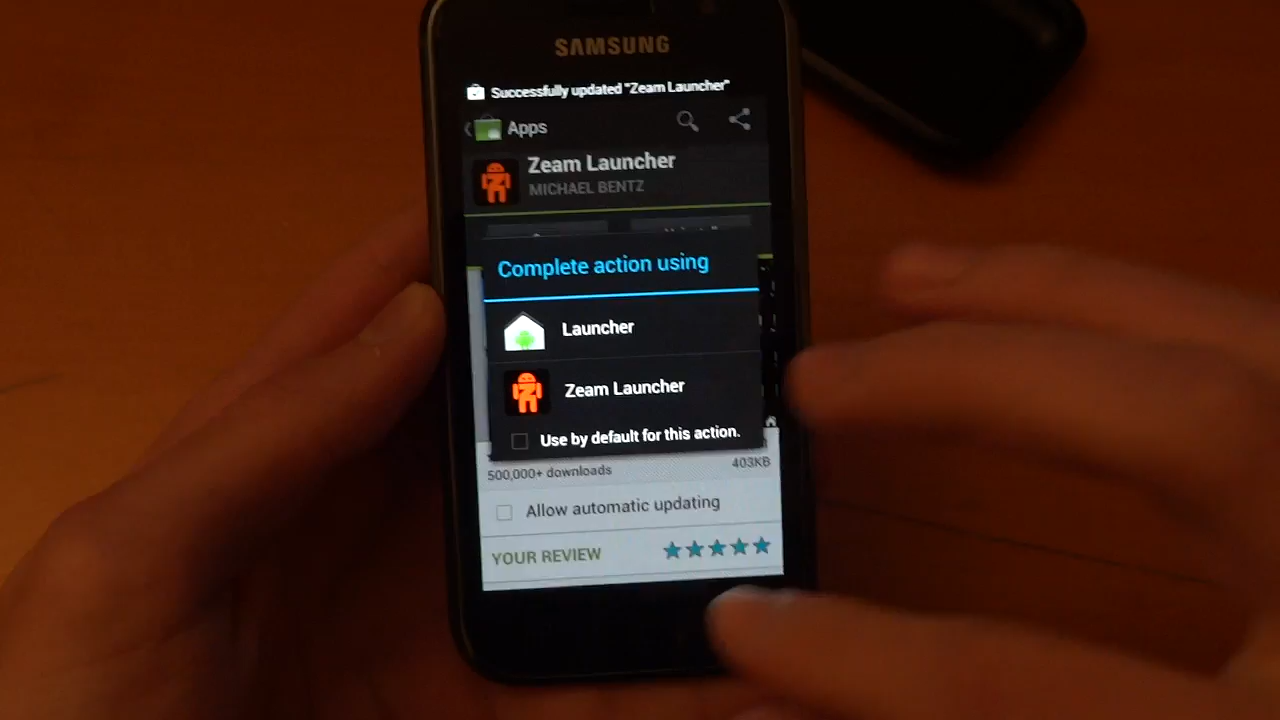 SAMSUNG
Successfully updated "Zeam Launcher"
Apps
Zeam Launcher
MICHAEL BENTZ
Complete action using
Launcher
Zeam Launcher
Use by default for this action.
500,000+ downloads
403KB
Allow automatic updating
YOUR REVIEW